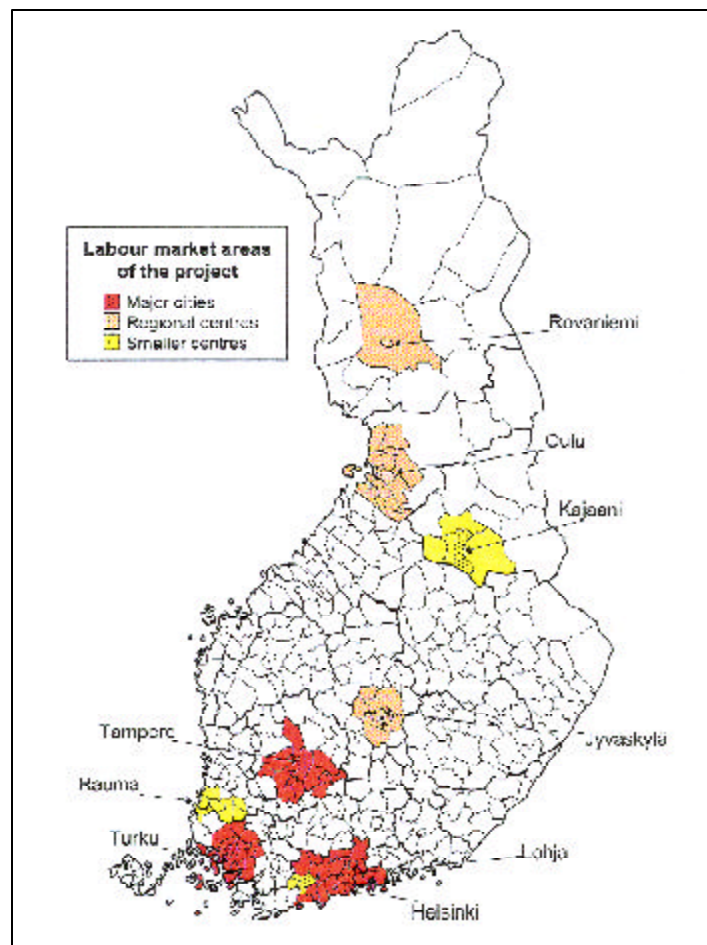 Labour market areas
of the project
Major cities
Regional centres
Smaller centres
Rovaniemi
Oulu
Kajaani
Tampere
Jyväskylä
Rauma
Turku
Lohja
Helsinki